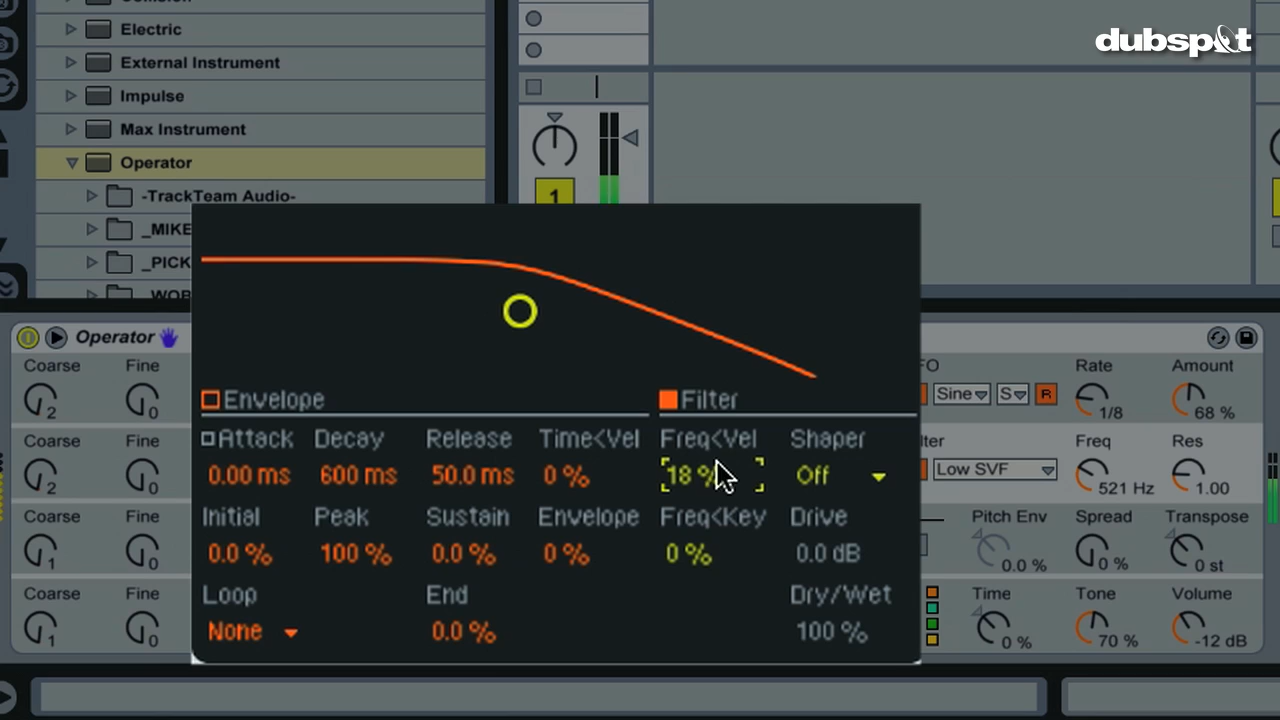 dubspot
Electric
External Instrument
Impulse
Max Instrument
Operator
-TrackTeam Audio-
1
_MIKE
_PICK
Operator
Coarse Fine
2 0
Coarse Fine
2 0
Coarse Fine
1 0
Coarse Fine
1 0
Envelope Filter
Attack Decay Release Time<Vel Freq<Vel Shaper
0.00 ms 600 ms 50.0 ms 0 % 18 % Off
Initial Peak Sustain Envelope Freq<Key Drive
0.0 % 100 % 0.0 % 0 % 0 % 0.0 dB
Loop End Dry/Wet
None 0.0 % 100 %
FO Rate Amount
Sine S R 1/8 68 %
lter Freq Res
Low SVF 521 Hz 1.00
Pitch Env Spread Transpose
0.0 % 0 % 0 st
Time Tone Volume
0 % 70 % -12 dB